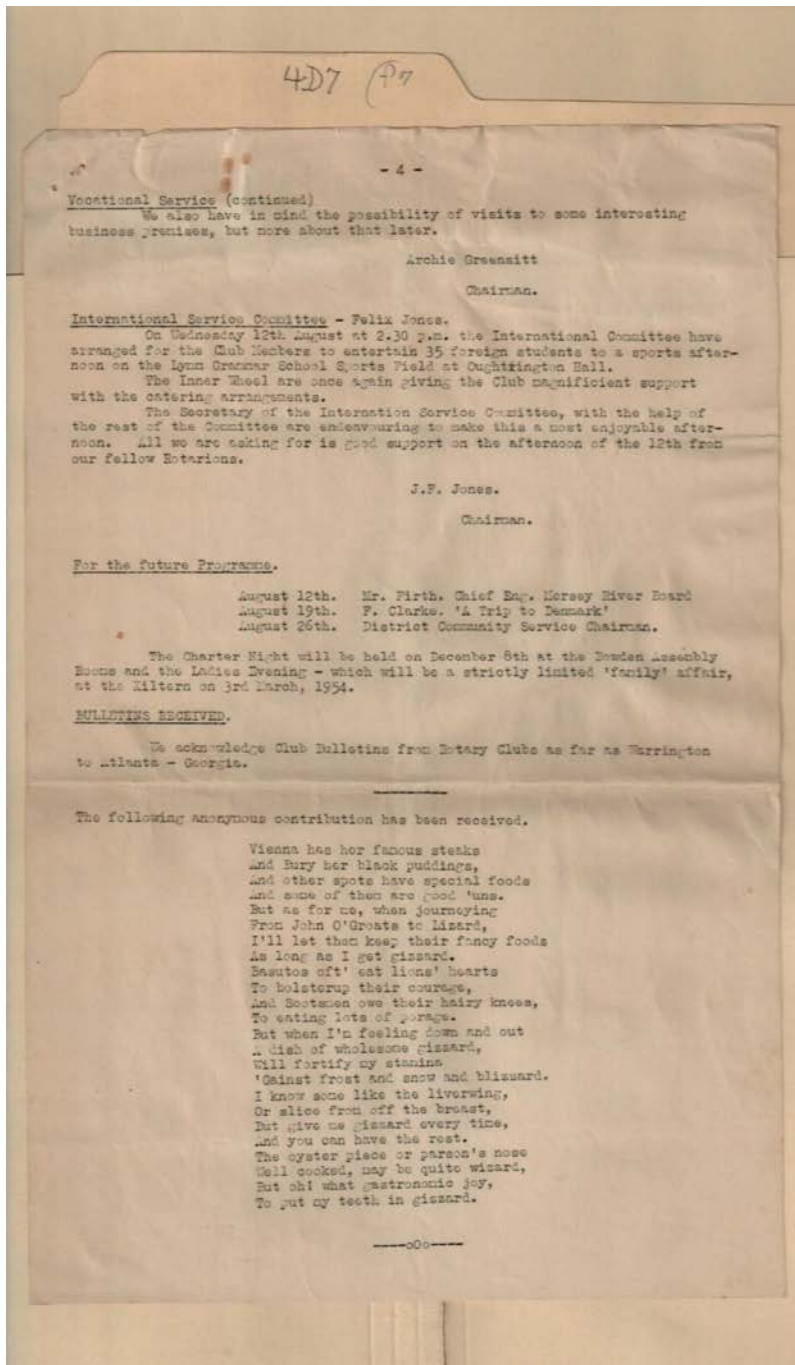 4D7 (P7
- 4 -
Vocational Service (continued)
We also have in mind the possibility of visits to some interesting
business premises, but more about that later.
Archie Greensitt
Chairman.
International Service Committee - Felix Jones.
On Wednesday 12th August at 2.30 p.m. the International Committee have
arranged for the Club Members to entertain 35 foreign students to a sports after-
noon on the Lymm Grammar School Sports Field at Oughtrington Hall.
The Inner Wheel are once again giving the Club magnificient support
with the catering arrangements.
The Secretary of the Internation Service Committee, with the help of
the rest of the Committee are endeavouring to make this a most enjoyable after-
noon. All we are asking for is good support on the afternoon of the 12th from
our fellow Rotarions.
J.F. Jones.
Chairman.
For the future Programme.
August 12th. Mr. Firth. Chief Eng. Mersey River Board
August 19th. F. Clarke. 'A Trip to Denmark'
August 26th. District Community Service Chairman.
The Charter Night will be held on December 8th at the Bowden Assembly
Rooms and the Ladies Evening - which will be a strictly limited 'family' affair,
at the Kiltern on 3rd March, 1954.
BULLETINS RECEIVED.
We acknowledge Club Bulletins from Rotary Clubs as far as Warrington
to Atlanta - Georgia.
The following anonymous contribution has been received.
Vienna has her famous steaks
And Bury her black puddings,
And other spots have special foods
And some of them are good 'uns.
But as for me, when journeying
From John O'Groats to Lizard,
I'll let them keep their fancy foods
As long as I get gizzard.
Basutos oft' eat lions' hearts
To bolsterup their courage,
And Scotsmen owe their hairy knees,
To eating lots of porage.
But when I'm feeling down and out
A dish of wholesome gizzard,
Will fortify my stamina
'Gainst frost and snow and blizzard.
I know some like the liverwing,
Or slice from off the breast,
But give me gizzard every time,
And you can have the rest.
The oyster piece or parson's nose
Well cooked, may be quite wizard,
But oh! what gastronomic joy,
To put my teeth in gizzard.
----oOo----